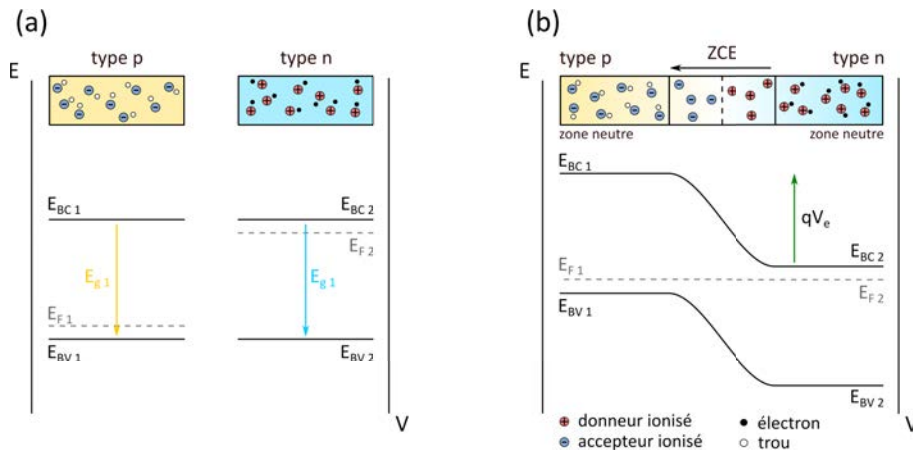 (a)
type p
type n
E
E_BC 1
E_BC 2
E_F 2
E_g 1
E_g 1
E_F 1
E_BV 1
E_BV 2
V
(b)
ZCE
type p
type n
E
zone neutre
zone neutre
E_BC 1
qV_e
E_BC 2
E_F 1
E_F 2
E_BV 1
E_BV 2
donneur ionisé
électron
accepteur ionisé
trou
V